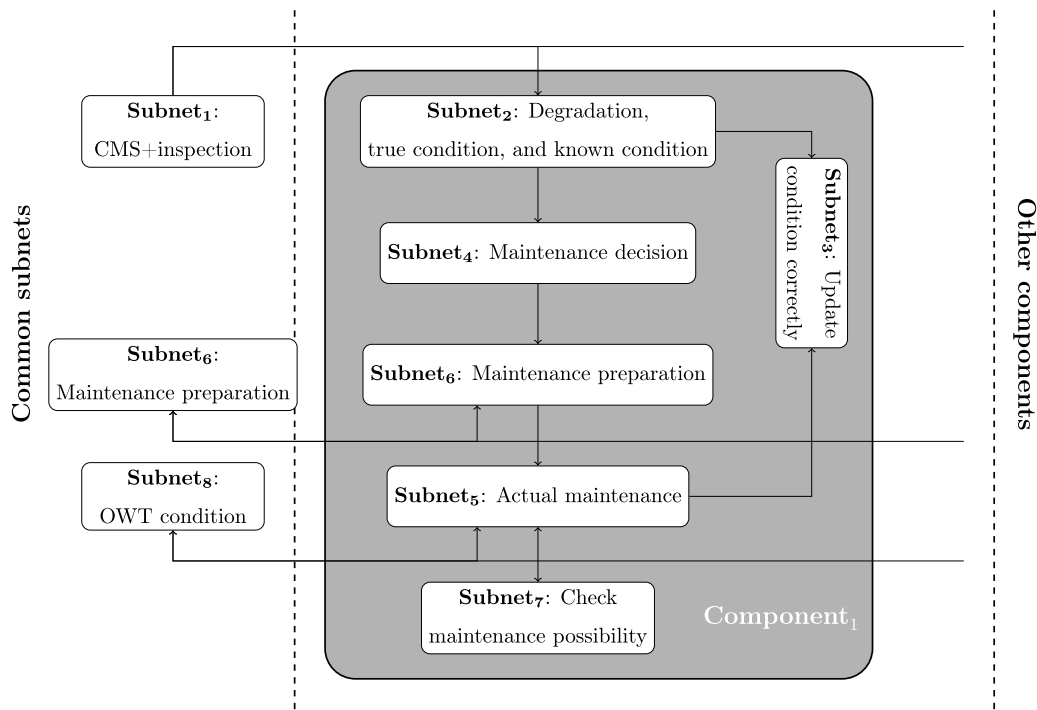 Common subnets
Subnet₁:
CMS+inspection
Subnet₆:
Maintenance preparation
Subnet₈:
OWT condition
Subnet₂: Degradation,
true condition, and known condition
Subnet₃: Update
condition correctly
Subnet₄: Maintenance decision
Subnet₆: Maintenance preparation
Subnet₅: Actual maintenance
Subnet₇: Check
maintenance possibility
Component₁
Other components